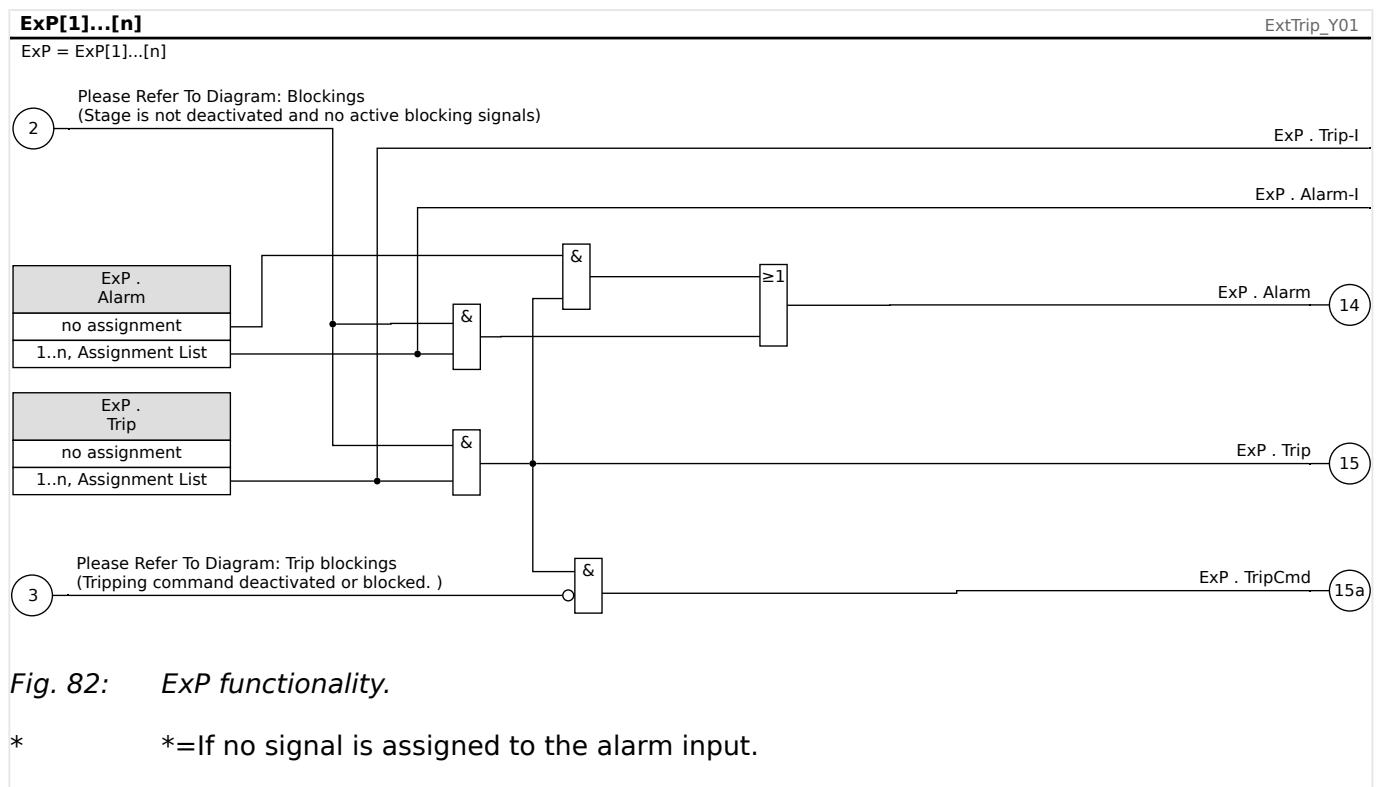 ExP[1]...[n]
ExtTrip_Y01
ExP = ExP[1]...[n]
Please Refer To Diagram: Blockings
(Stage is not deactivated and no active blocking signals)
2
ExP . Trip-I
ExP . Alarm-I
&
ExP .
Alarm
≥1
ExP . Alarm
14
no assignment
&
1..n, Assignment List
ExP .
Trip
&
no assignment
ExP . Trip
15
1..n, Assignment List
Please Refer To Diagram: Trip blockings
(Tripping command deactivated or blocked. )
3
&
ExP . TripCmd
15a
Fig. 82: ExP functionality.
* *=If no signal is assigned to the alarm input.